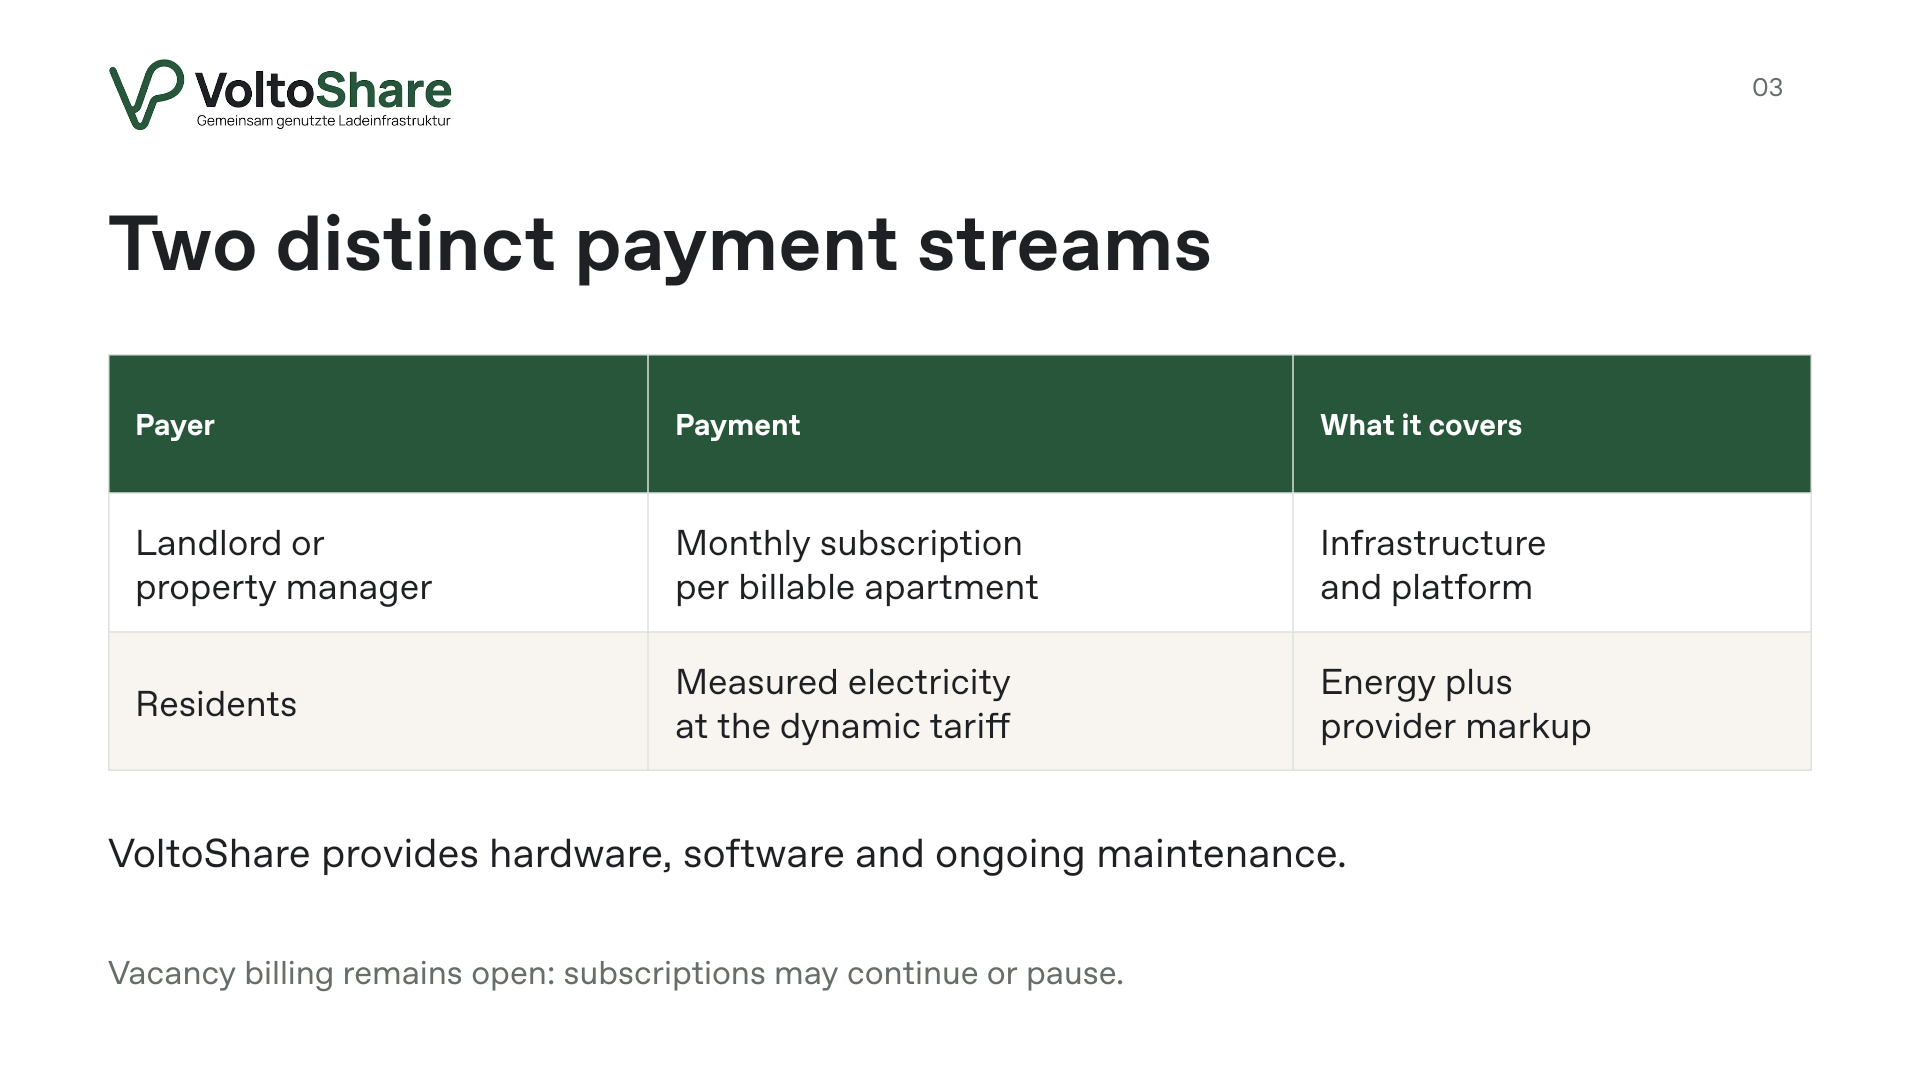 VoltoShare
Gemeinsam genutzte Ladeinfrastruktur
03
Two distinct payment streams
Payer
Payment
What it covers
Landlord or
property manager
Monthly subscription
per billable apartment
Infrastructure
and platform
Residents
Measured electricity
at the dynamic tariff
Energy plus
provider markup
VoltoShare provides hardware, software and ongoing maintenance.
Vacancy billing remains open: subscriptions may continue or pause.